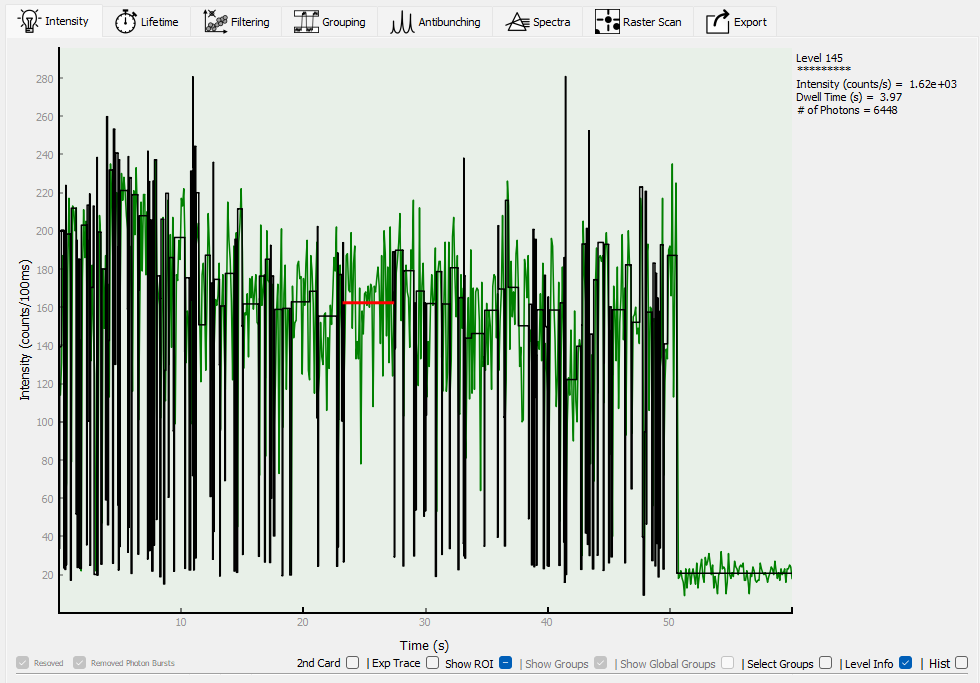 Intensity Lifetime Filtering Grouping Antibunching Spectra Raster Scan Export
Level 145
*********
Intensity (counts/s) = 1.62e+03
Dwell Time (s) = 3.97
# of Photons = 6448
Intensity (counts/100ms)
280
260
240
220
200
180
160
140
120
100
80
60
40
20
10 20 30 40 50
Time (s)
Resoved Removed Photon Bursts 2nd Card | Exp Trace Show ROI | Show Groups | Show Global Groups | Select Groups | Level Info | Hist